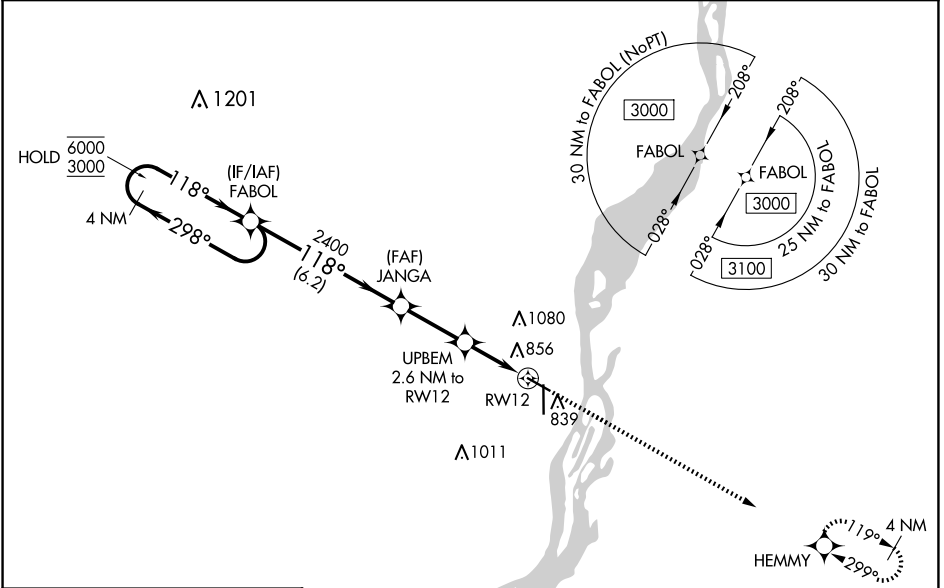 1201
HOLD
6000
3000
118°
4 NM
298°
(IF/IAF)
FABOL
2400
118°
(6.2)
(FAF)
JANGA
UPBEM
2.6 NM to
RW12
1080
856
RW12
839
1011
30 NM to FABOL (NoPT)
3000
208°
FABOL
028°
208°
FABOL
3000
25 NM to FABOL
028°
3100
30 NM to FABOL
HEMMY
119°
4 NM
299°